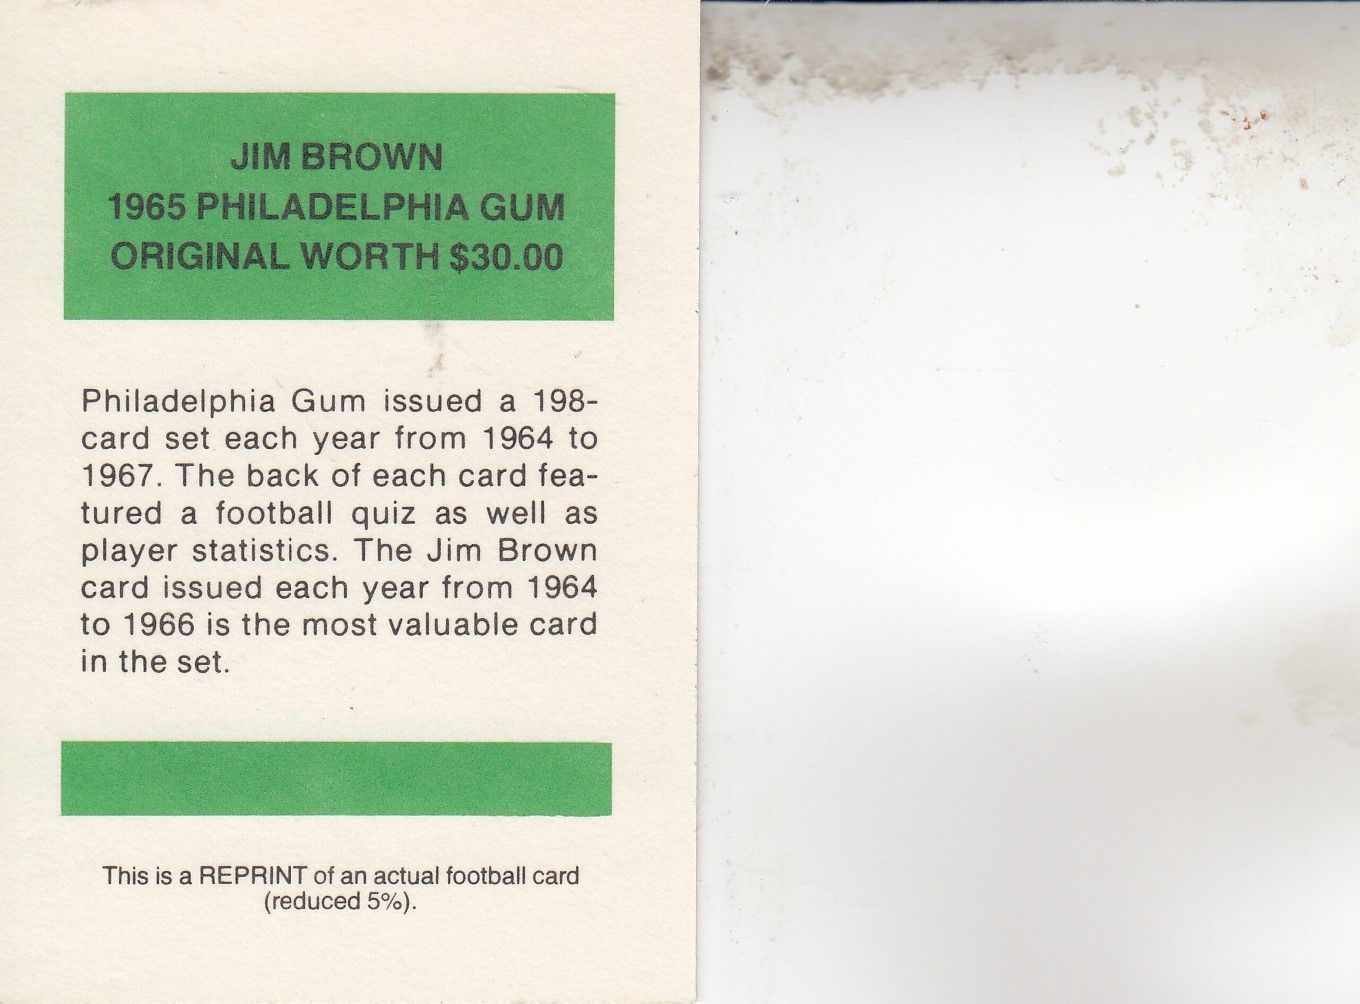 JIM BROWN
1965 PHILADELPHIA GUM
ORIGINAL WORTH $30.00
Philadelphia Gum issued a 198-
card set each year from 1964 to
1967. The back of each card fea-
tured a football quiz as well as
player statistics. The Jim Brown
card issued each year from 1964
to 1966 is the most valuable card
in the set.
This is a REPRINT of an actual football card
(reduced 5%).